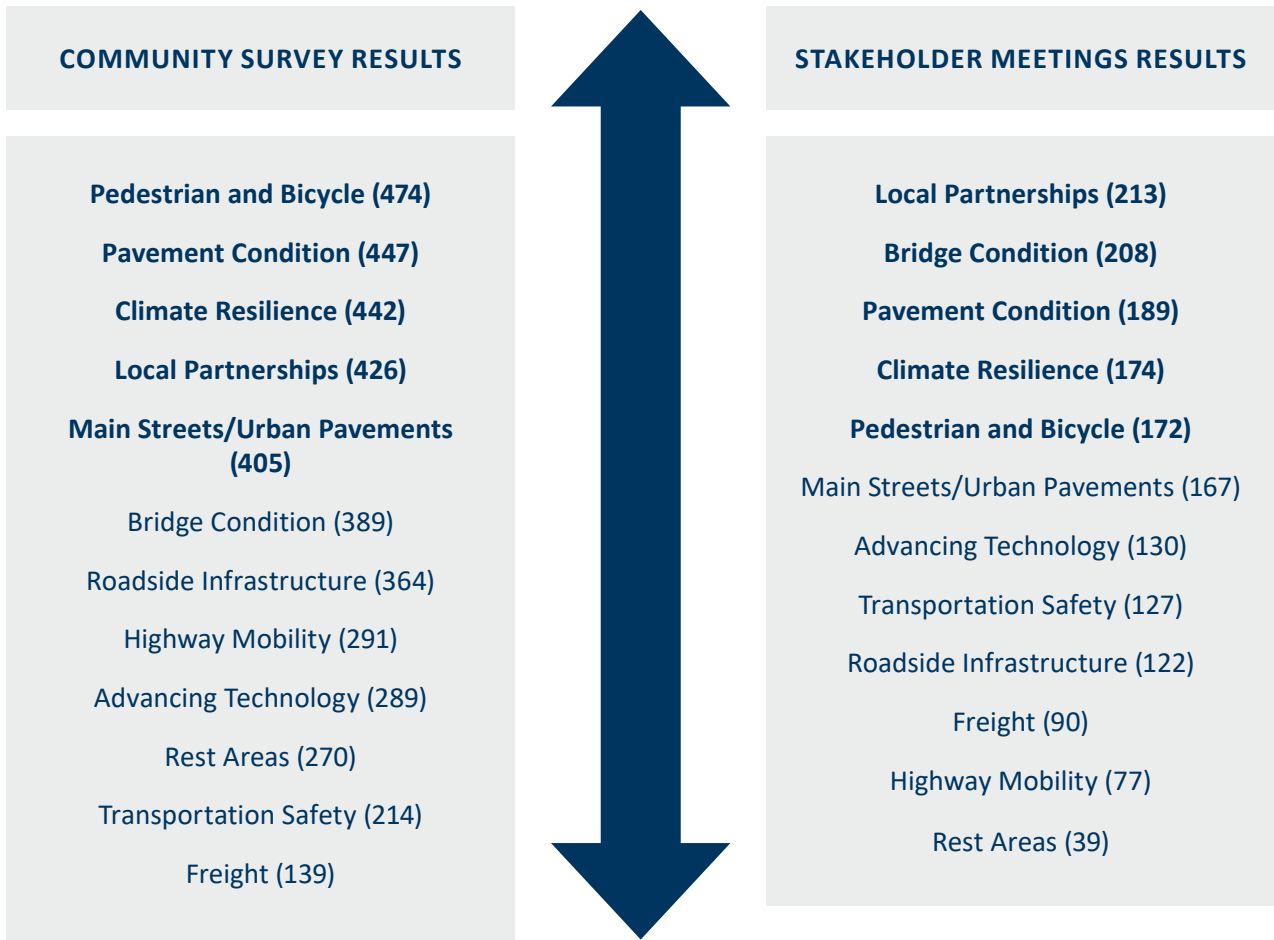 COMMUNITY SURVEY RESULTS
Pedestrian and Bicycle (474)
Pavement Condition (447)
Climate Resilience (442)
Local Partnerships (426)
Main Streets/Urban Pavements
(405)
Bridge Condition (389)
Roadside Infrastructure (364)
Highway Mobility (291)
Advancing Technology (289)
Rest Areas (270)
Transportation Safety (214)
Freight (139)
STAKEHOLDER MEETINGS RESULTS
Local Partnerships (213)
Bridge Condition (208)
Pavement Condition (189)
Climate Resilience (174)
Pedestrian and Bicycle (172)
Main Streets/Urban Pavements (167)
Advancing Technology (130)
Transportation Safety (127)
Roadside Infrastructure (122)
Freight (90)
Highway Mobility (77)
Rest Areas (39)